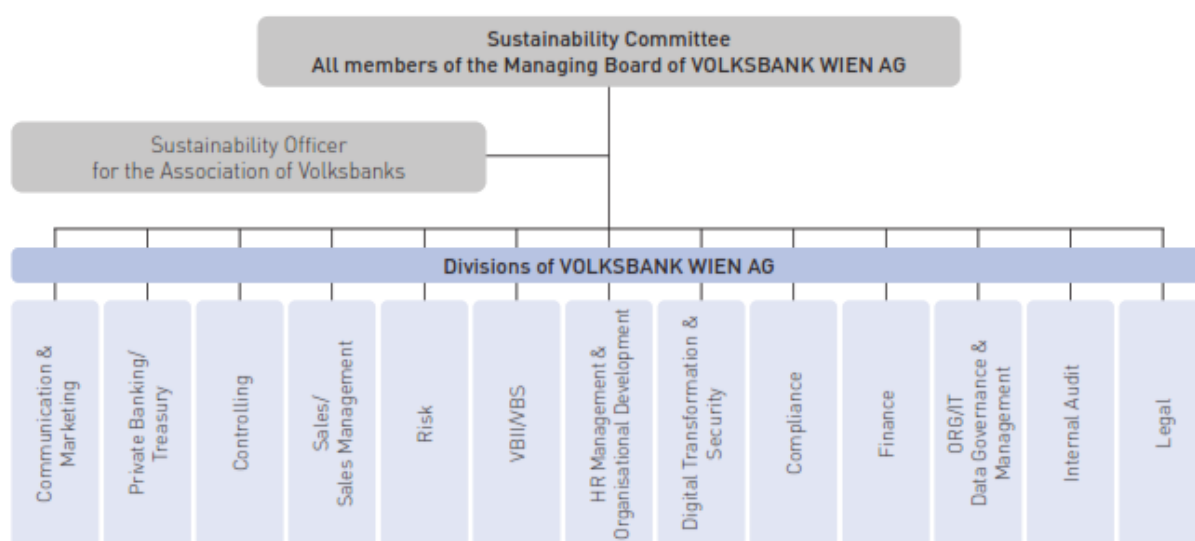 Sustainability Committee
All members of the Managing Board of VOLKSBANK WIEN AG
Sustainability Officer
for the Association of Volksbanks
Divisions of VOLKSBANK WIEN AG
Communication &
Marketing
Private Banking/
Treasury
Controlling
Sales/
Sales Management
Risk
VBII/VBS
HR Management &
Organisational Development
Digital Transformation &
Security
Compliance
Finance
ORG/IT
Data Governance &
Management
Internal Audit
Legal